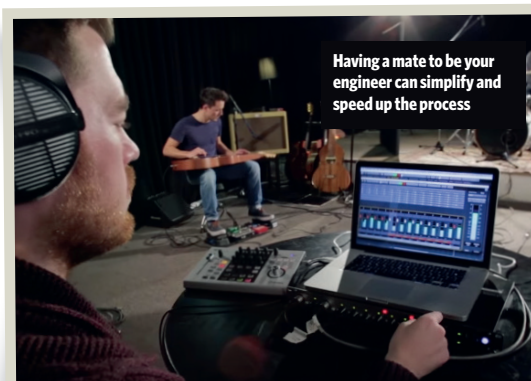 Having a mate to be your
engineer can simplify and
speed up the process